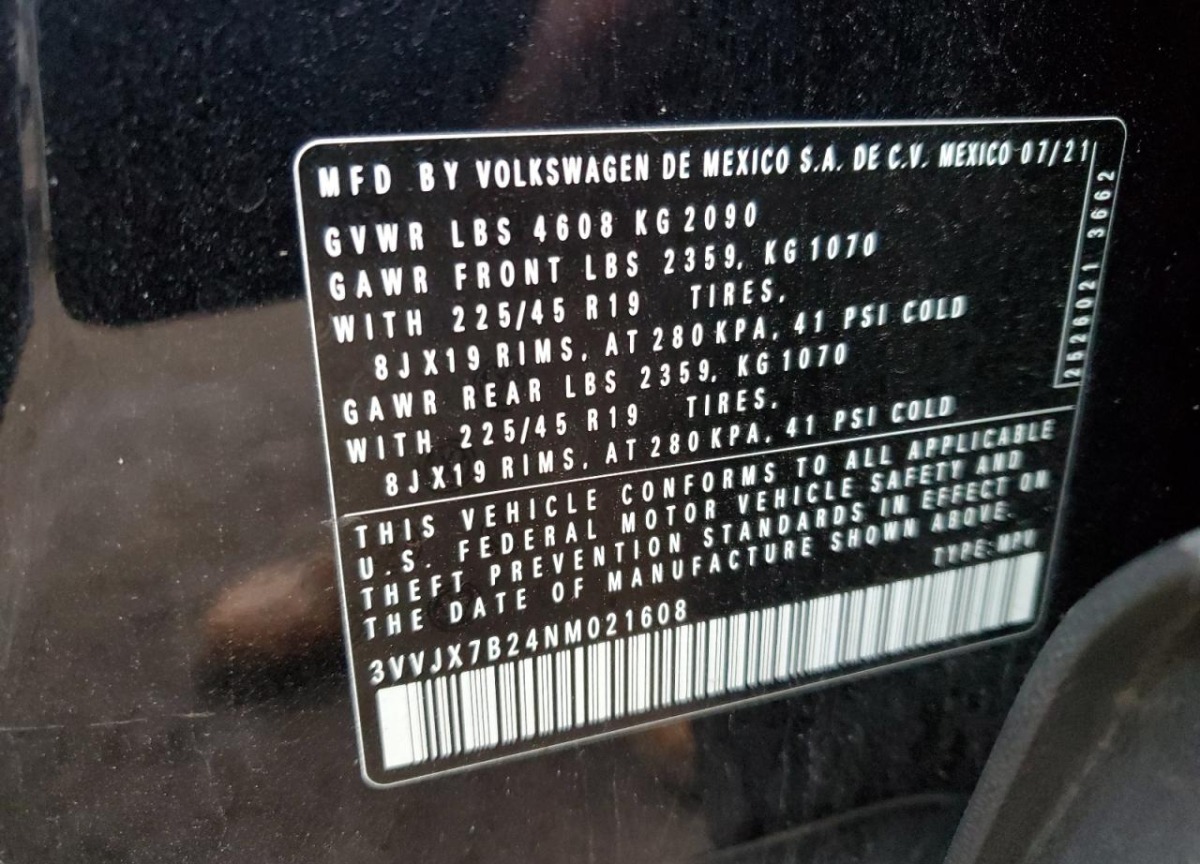 MFD BY VOLKSWAGEN DE MEXICO S.A. DE C.V. MEXICO 07/21
GVWR LBS 4608 KG 2090
GAWR FRONT LBS 2359, KG 1070
WITH 225/45 R19 TIRES,
8JX19 RIMS, AT 280 KPA, 41 PSI COLD
GAWR REAR LBS 2359, KG 1070
WITH 225/45 R19 TIRES,
8JX19 RIMS, AT 280 KPA, 41 PSI COLD
2526021 3662
THIS VEHICLE CONFORMS TO ALL APPLICABLE
U.S. FEDERAL MOTOR VEHICLE SAFETY AND
THEFT PREVENTION STANDARDS IN EFFECT ON
THE DATE OF MANUFACTURE SHOWN ABOVE.
TYPE:MPV
3VVJX7B24NM021608